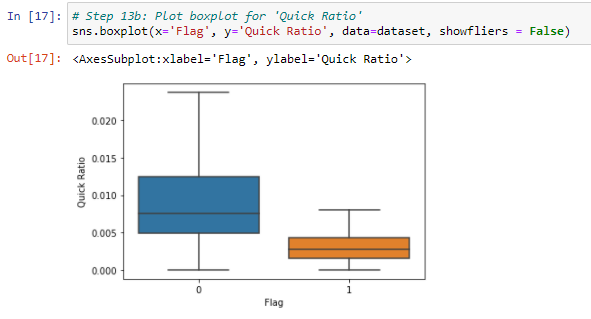 In [17]: # Step 13b: Plot boxplot for 'Quick Ratio'
sns.boxplot(x='Flag', y='Quick Ratio', data=dataset, showfliers = False)
Out[17]: <AxesSubplot:xlabel='Flag', ylabel='Quick Ratio'>
0.020
0.015
0.010
0.005
0.000
Quick Ratio
0 1
Flag